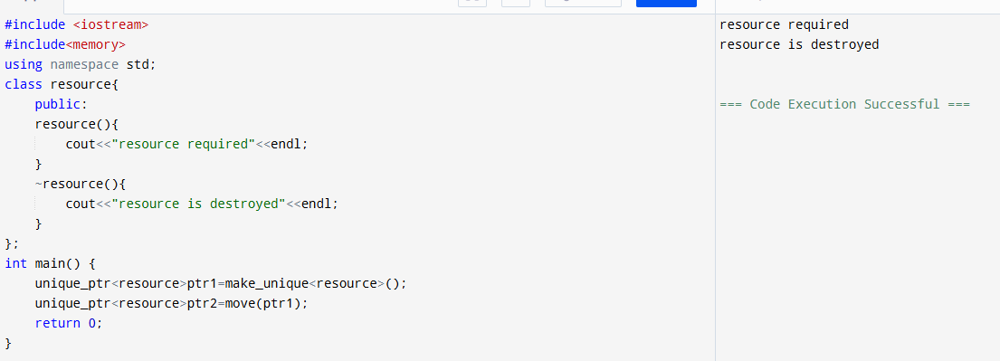 #include <iostream>
#include<memory>
using namespace std;
class resource{
    public:
    resource(){
        cout<<"resource required"<<endl;
    }
    ~resource(){
        cout<<"resource is destroyed"<<endl;
    }
};
int main() {
    unique_ptr<resource>ptr1=make_unique<resource>();
    unique_ptr<resource>ptr2=move(ptr1);
    return 0;
}
resource required
resource is destroyed
=== Code Execution Successful ===